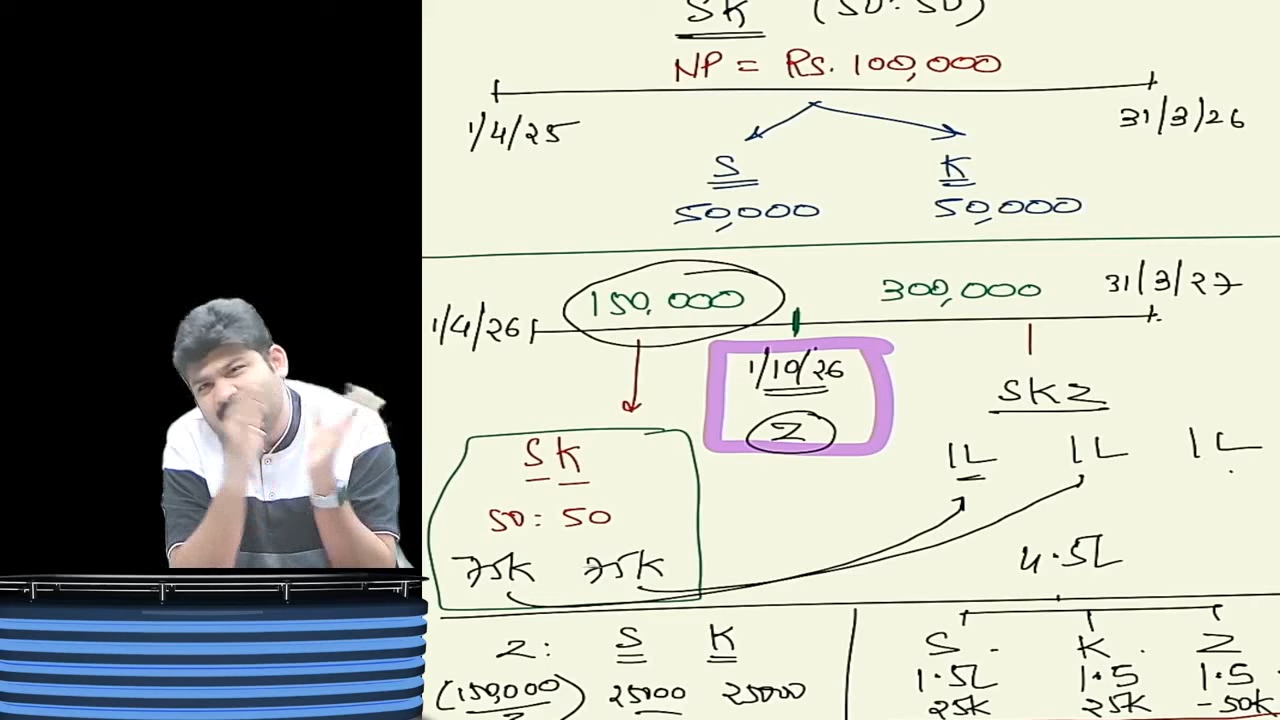 SK (50:50)
NP = Rs. 100,000
1/4/25 31/3/26
S K
50,000 50,000
150,000 300,000 31/3/27
1/4/26
1/10/26
Z
SKZ
1L 1L 1L
SK
50:50
75K 75K
4.5L
Z: S K
(150,000) 25000 25000
S K Z
1.5L 1.5 1.5
25K 25K -50K